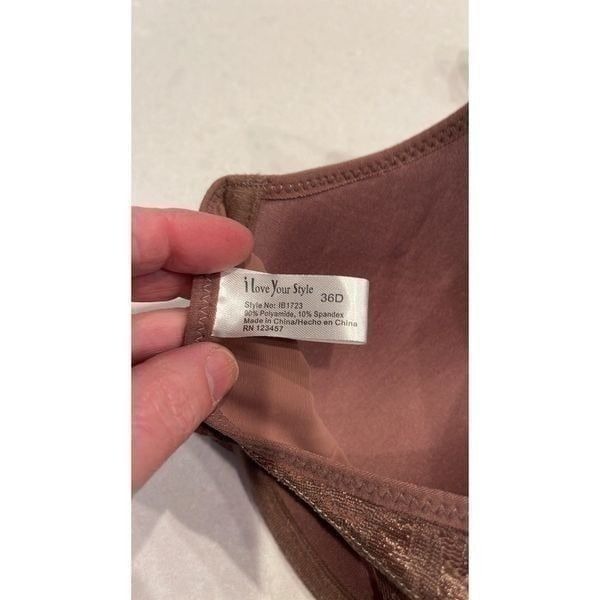 i Love Your Style
36D
Style No: IB1723
90% Polyamide, 10% Spandex
Made in China/Hecho en China
RN 123457